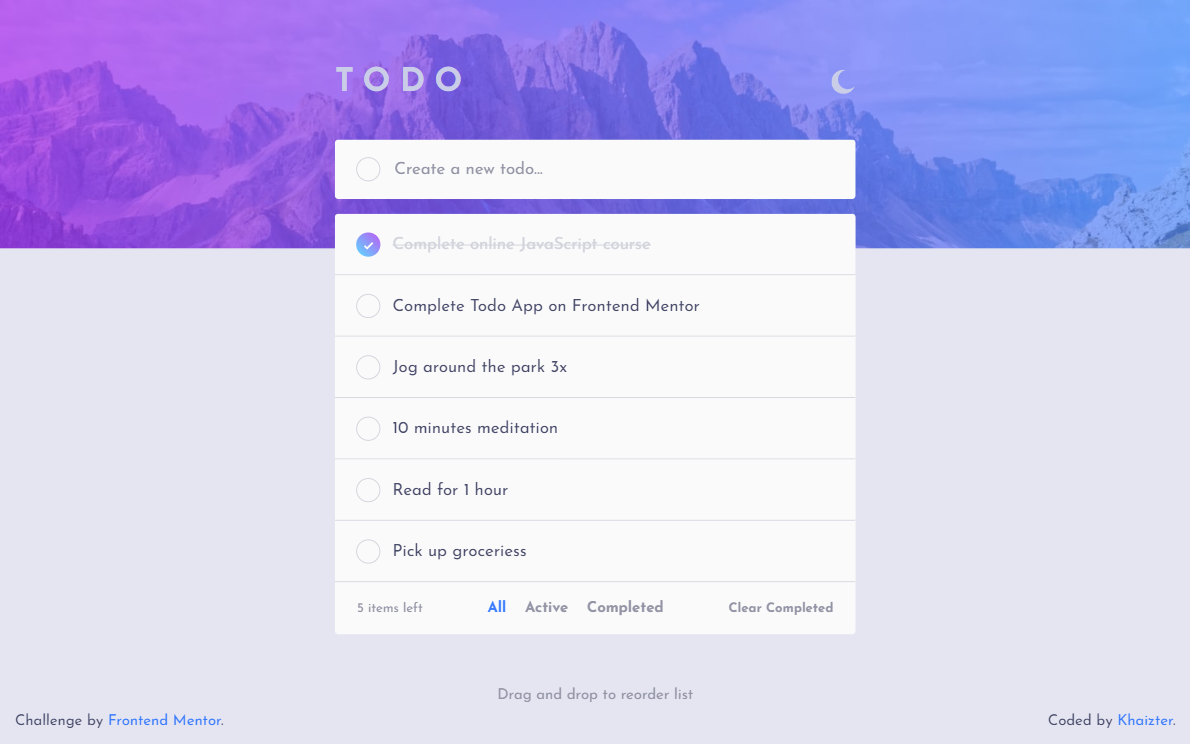 TODO
Create a new todo...
Complete online JavaScript course
Complete Todo App on Frontend Mentor
Jog around the park 3x
10 minutes meditation
Read for 1 hour
Pick up groceriess
5 items left All Active Completed Clear Completed
Drag and drop to reorder list
Challenge by Frontend Mentor. Coded by Khaizter.